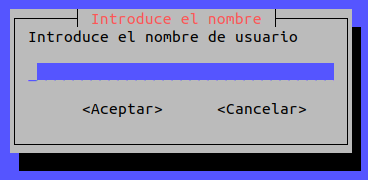 Introduce el nombre
Introduce el nombre de usuario
<Aceptar> <Cancelar>